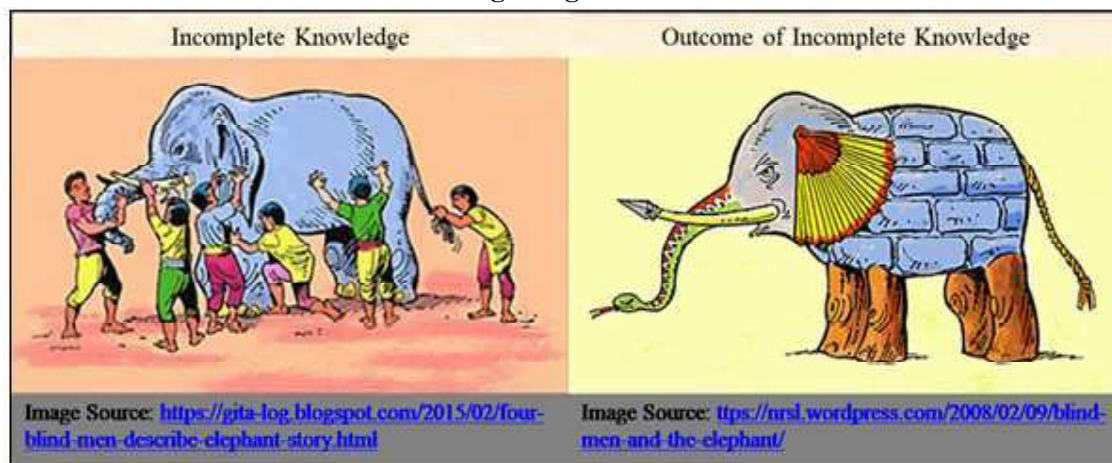 Incomplete Knowledge
Outcome of Incomplete Knowledge
Image Source: https://gita-log.blogspot.com/2015/02/four-
blind-men-describe-elephant-story.html
Image Source: ttps://nrsl.wordpress.com/2008/02/09/blind-
men-and-the-elephant/